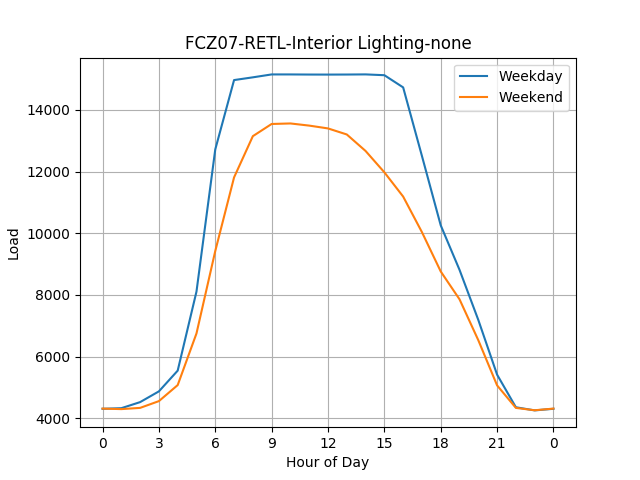 FCZ07-RETL-Interior Lighting-none
Weekday
Weekend
Load
14000
12000
10000
8000
6000
4000
0 3 6 9 12 15 18 21 0
Hour of Day